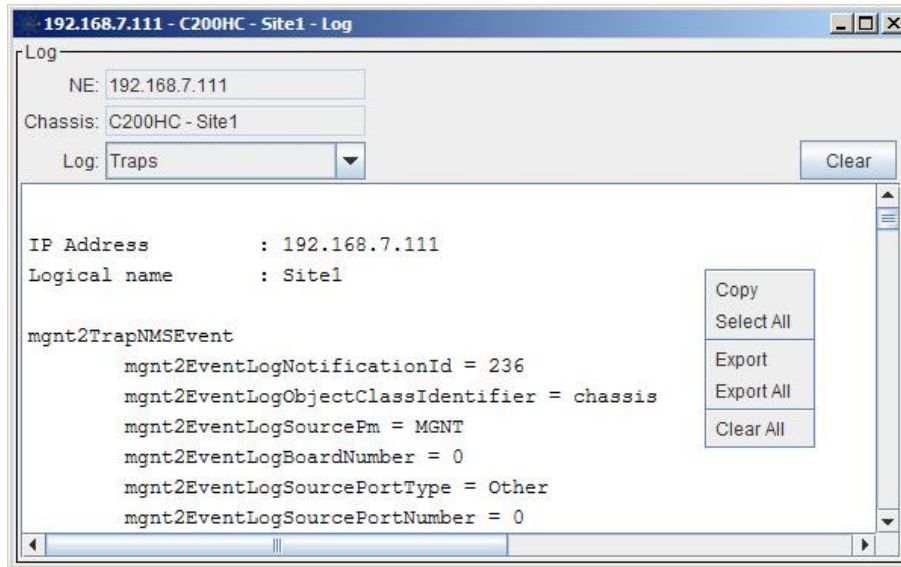 192.168.7.111 - C200HC - Site1 - Log
Log
NE: 192.168.7.111
Chassis: C200HC - Site1
Log: Traps
Clear
IP Address : 192.168.7.111
Logical name : Site1
mgnt2TrapNMSEvent
mgnt2EventLogNotificationId = 236
mgnt2EventLogObjectClassIdentifier = chassis
mgnt2EventLogSourcePm = MGNT
mgnt2EventLogBoardNumber = 0
mgnt2EventLogSourcePortType = Other
mgnt2EventLogSourcePortNumber = 0
Copy
Select All
Export
Export All
Clear All